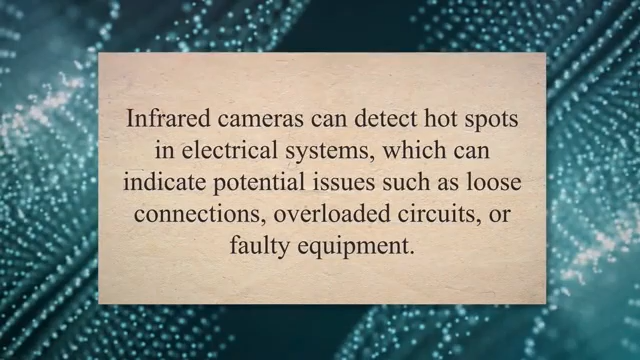 Infrared cameras can detect hot spots
in electrical systems, which can
indicate potential issues such as loose
connections, overloaded circuits, or
faulty equipment.